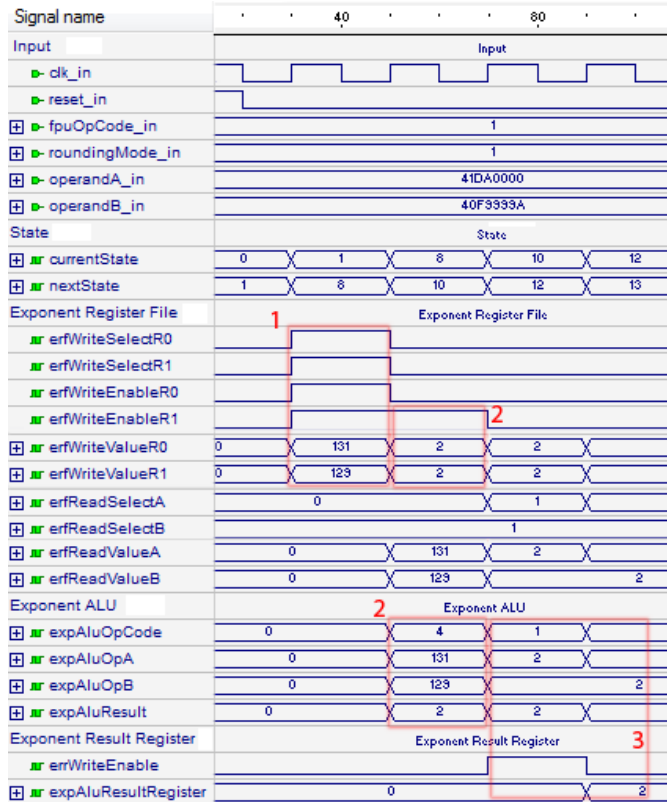 Signal name 40 80
Input Input
clk_in
reset_in
fpuOpCode_in 1
roundingMode_in 1
operandA_in 41DA0000
operandB_in 40F9999A
State State
currentState 0 1 8 10 12
nextState 1 8 10 12 13
Exponent Register File Exponent Register File
1
erfWriteSelectR0
erfWriteSelectR1
erfWriteEnableR0
erfWriteEnableR1 2
erfWriteValueR0 0 131 2 2
erfWriteValueR1 0 129 2 2
erfReadSelectA 0 1
erfReadSelectB 1
erfReadValueA 0 131 2
erfReadValueB 0 129 2
Exponent ALU 2 Exponent ALU
expAluOpCode 0 4 1
expAluOpA 0 131 2
expAluOpB 0 129 2
expAluResult 0 2 2
Exponent Result Register Exponent Result Register 3
errWriteEnable
expAluResultRegister 0 2